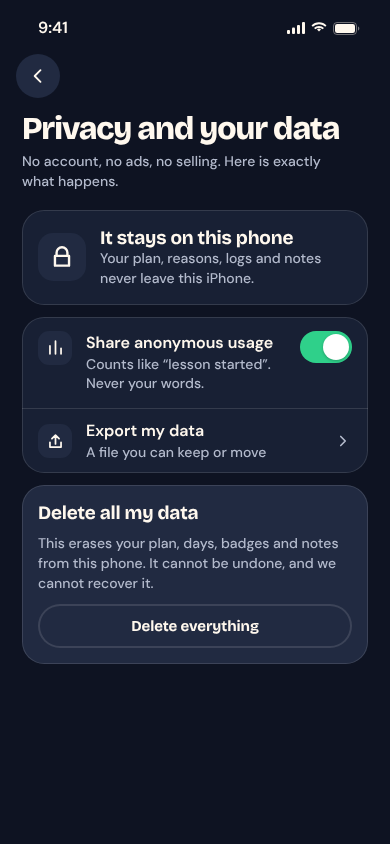 9:41
Privacy and your data
No account, no ads, no selling. Here is exactly
what happens.
It stays on this phone
Your plan, reasons, logs and notes
never leave this iPhone.
Share anonymous usage
Counts like “lesson started”.
Never your words.
Export my data
A file you can keep or move
Delete all my data
This erases your plan, days, badges and notes
from this phone. It cannot be undone, and we
cannot recover it.
Delete everything